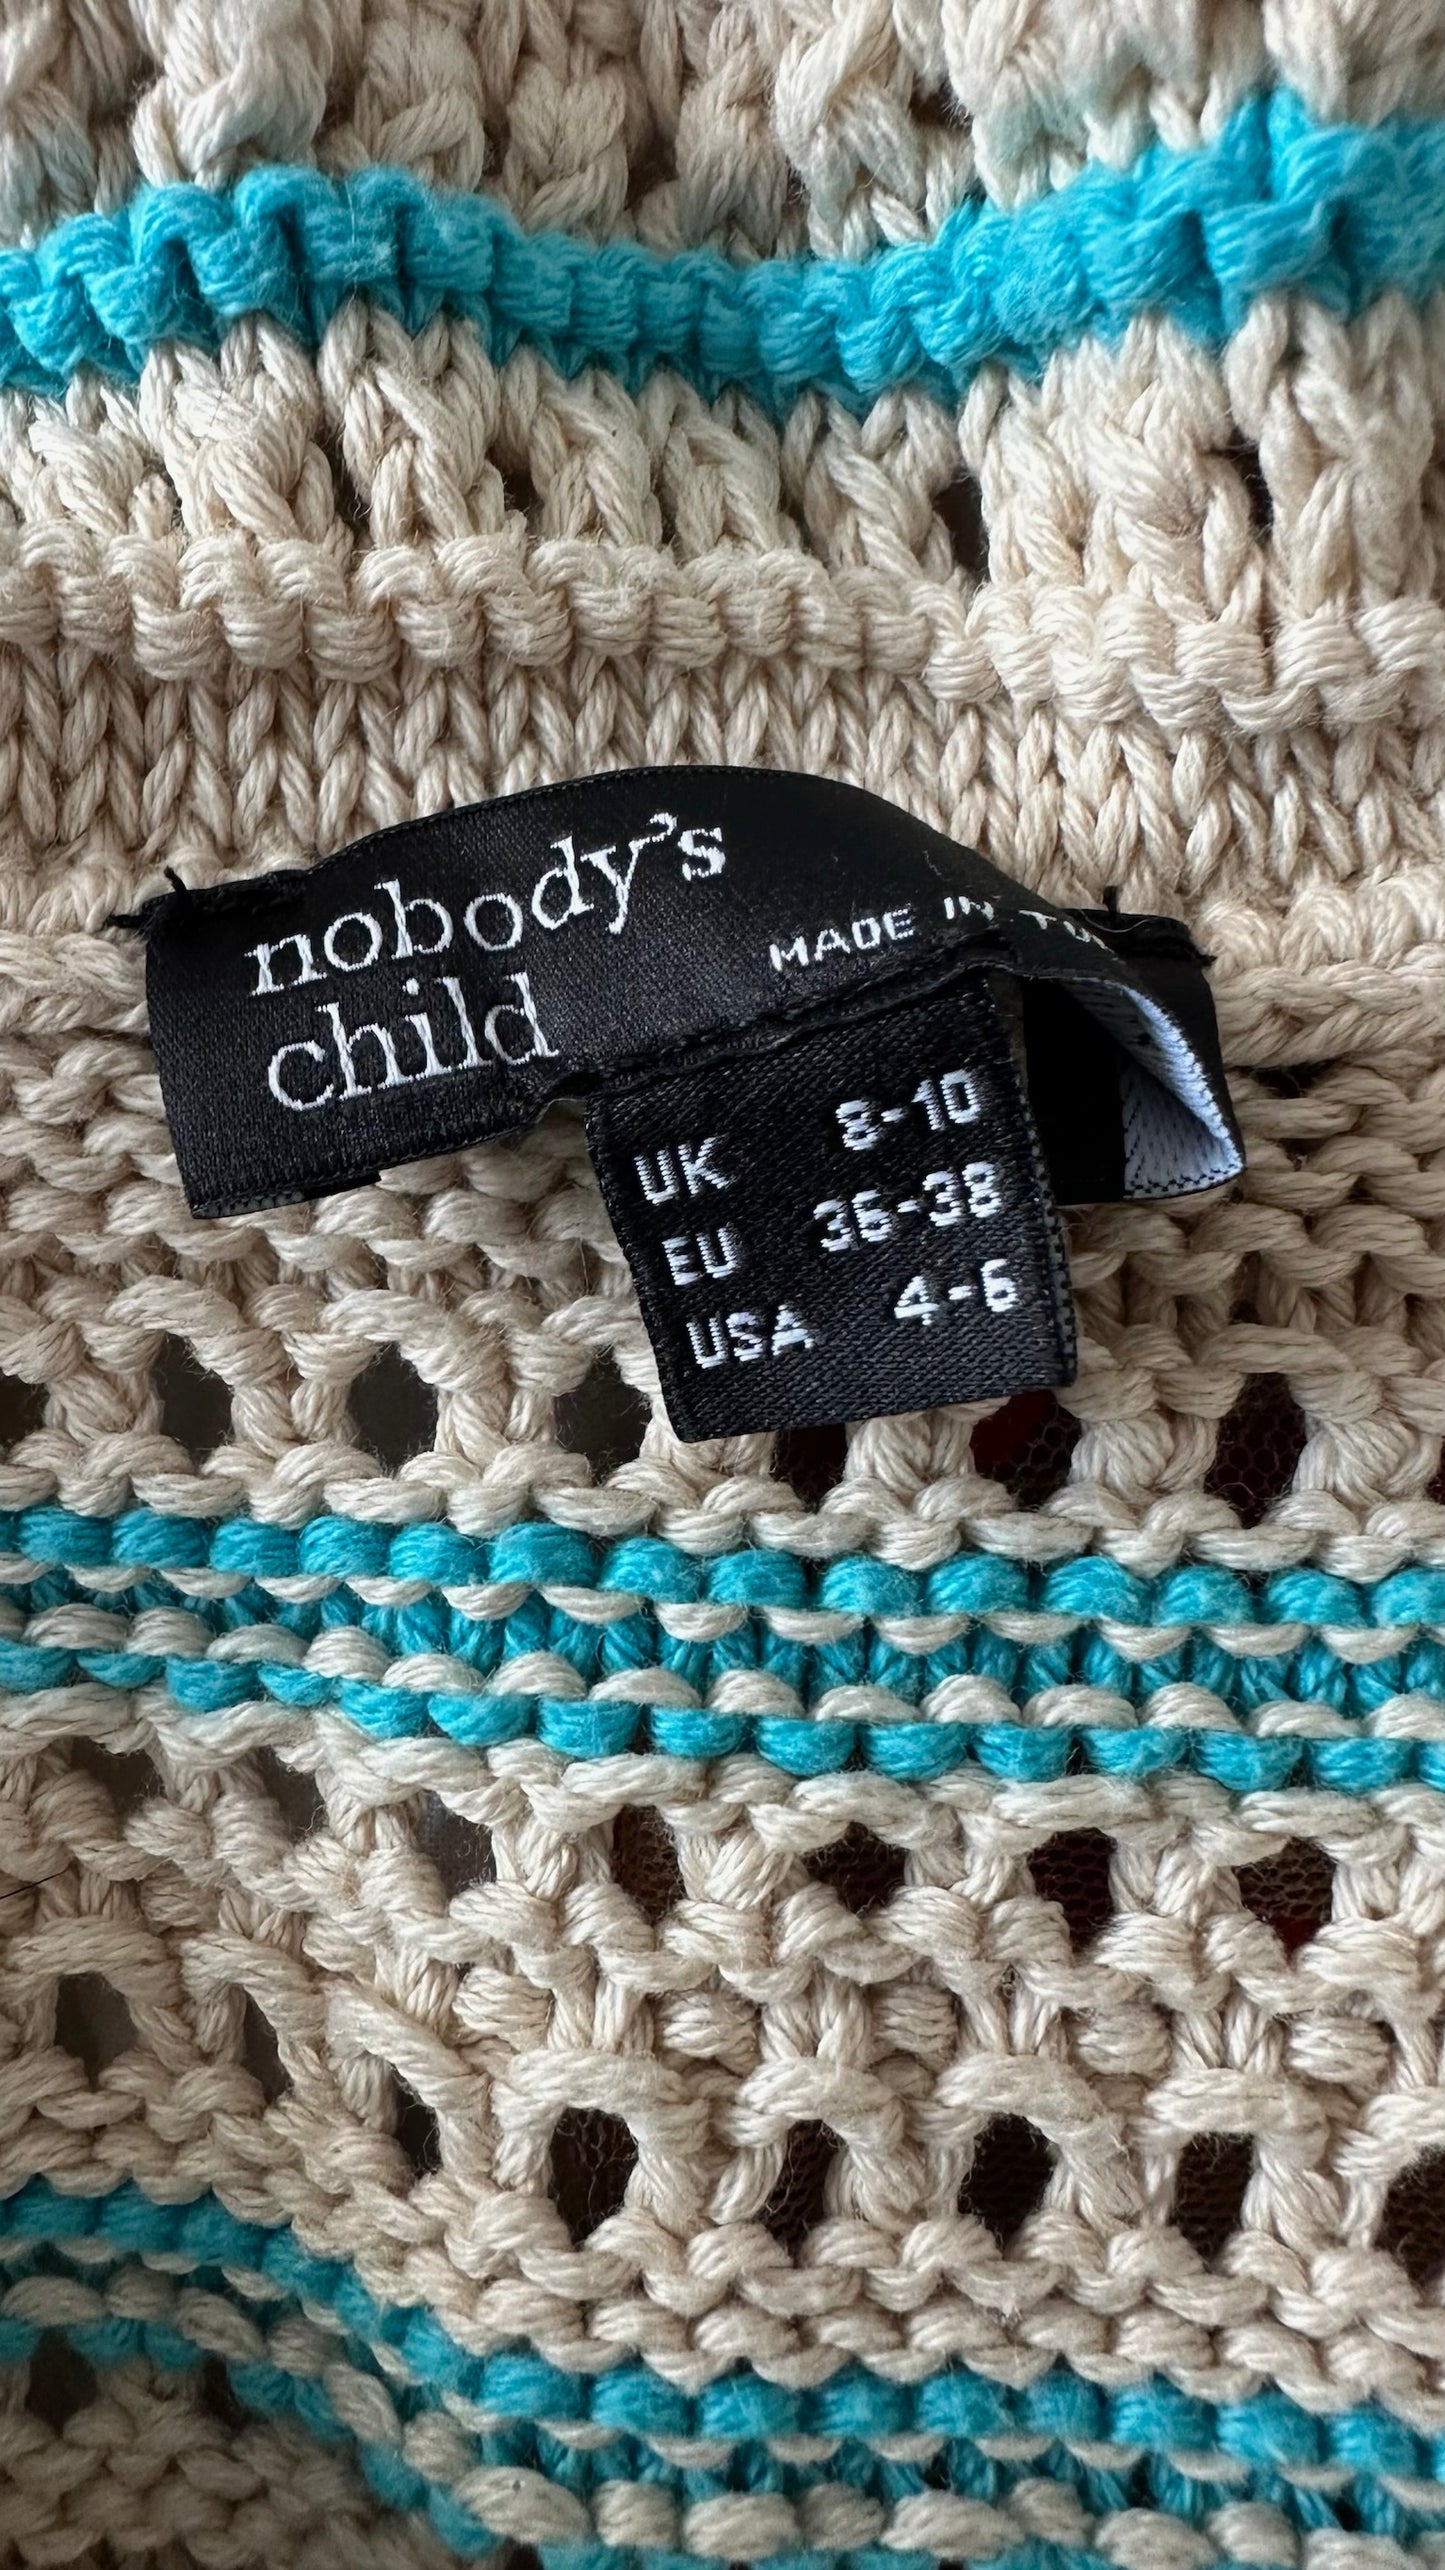 nobody's
child
MADE IN
UK 8-10
EU 36-38
USA 4-6